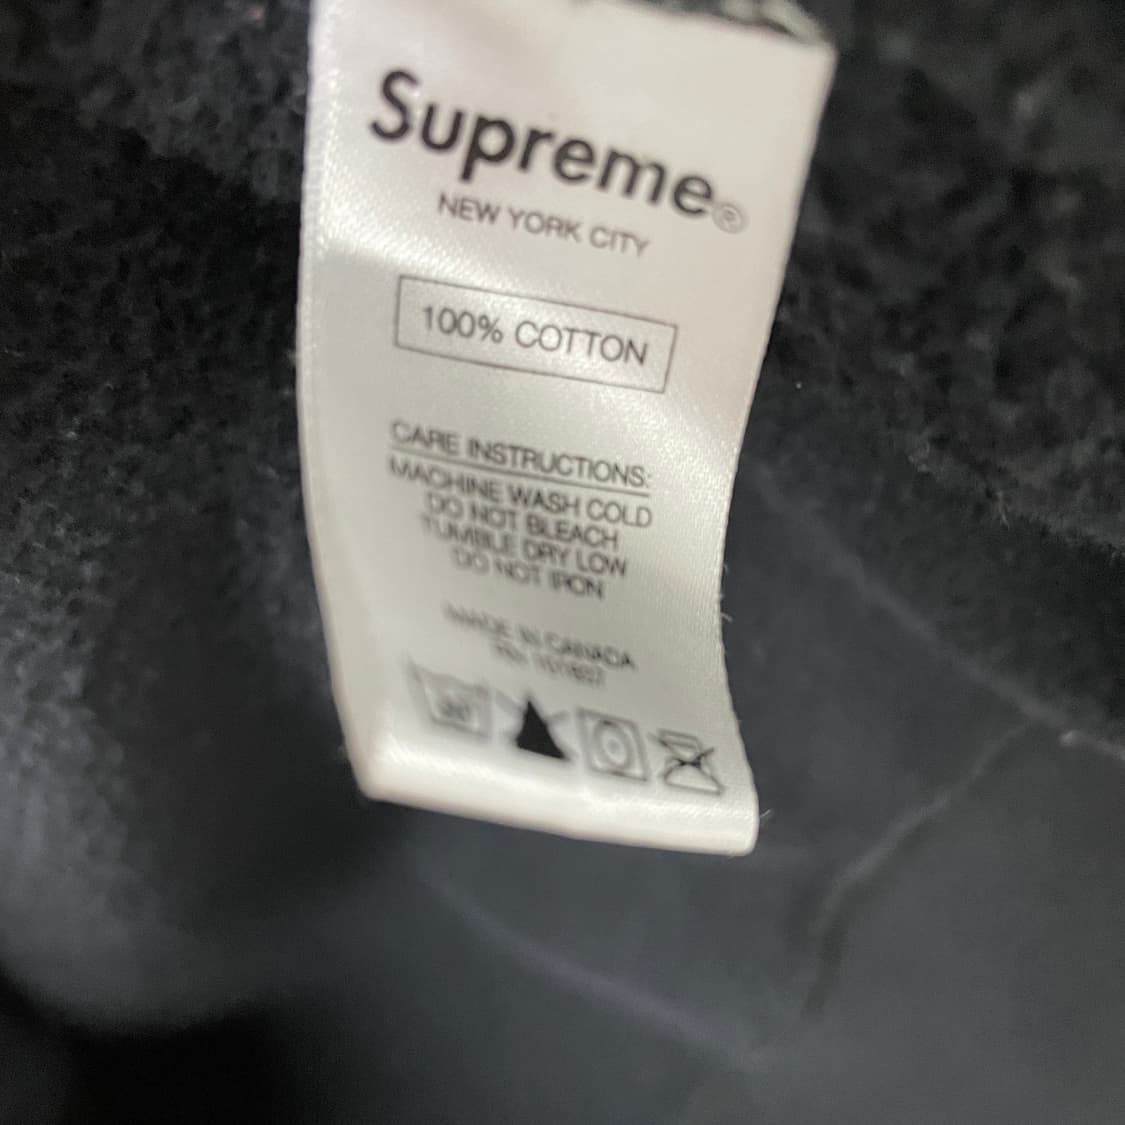 Supreme®
NEW YORK CITY
100% COTTON
CARE INSTRUCTIONS:
MACHINE WASH COLD
DO NOT BLEACH
TUMBLE DRY LOW
DO NOT IRON
MADE IN CANADA